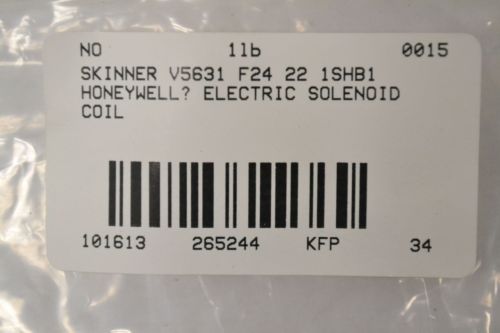 NO 1lb 0015
SKINNER V5631 F24 22 1SHB1
HONEYWELL? ELECTRIC SOLENOID
COIL
101613 265244 KFP 34